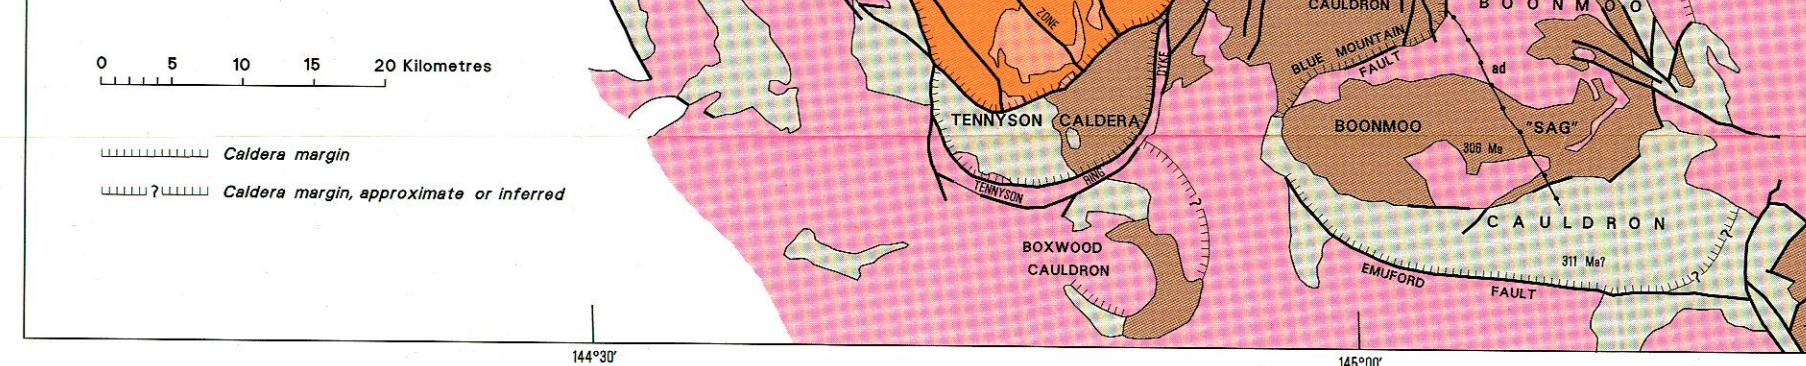 CAULDRON
BOONMOO
ZONE
BLUE MOUNTAIN
FAULT
DYKE
ad
0 5 10 15 20 Kilometres
TENNYSON CALDERA
BOONMOO "SAG"
306 Ma
Caldera margin
? Caldera margin, approximate or inferred
TENNYSON RING
?
CAULDRON
?
BOXWOOD
CAULDRON
311 Ma?
?
EMUFORD FAULT
144°30'
145°00'